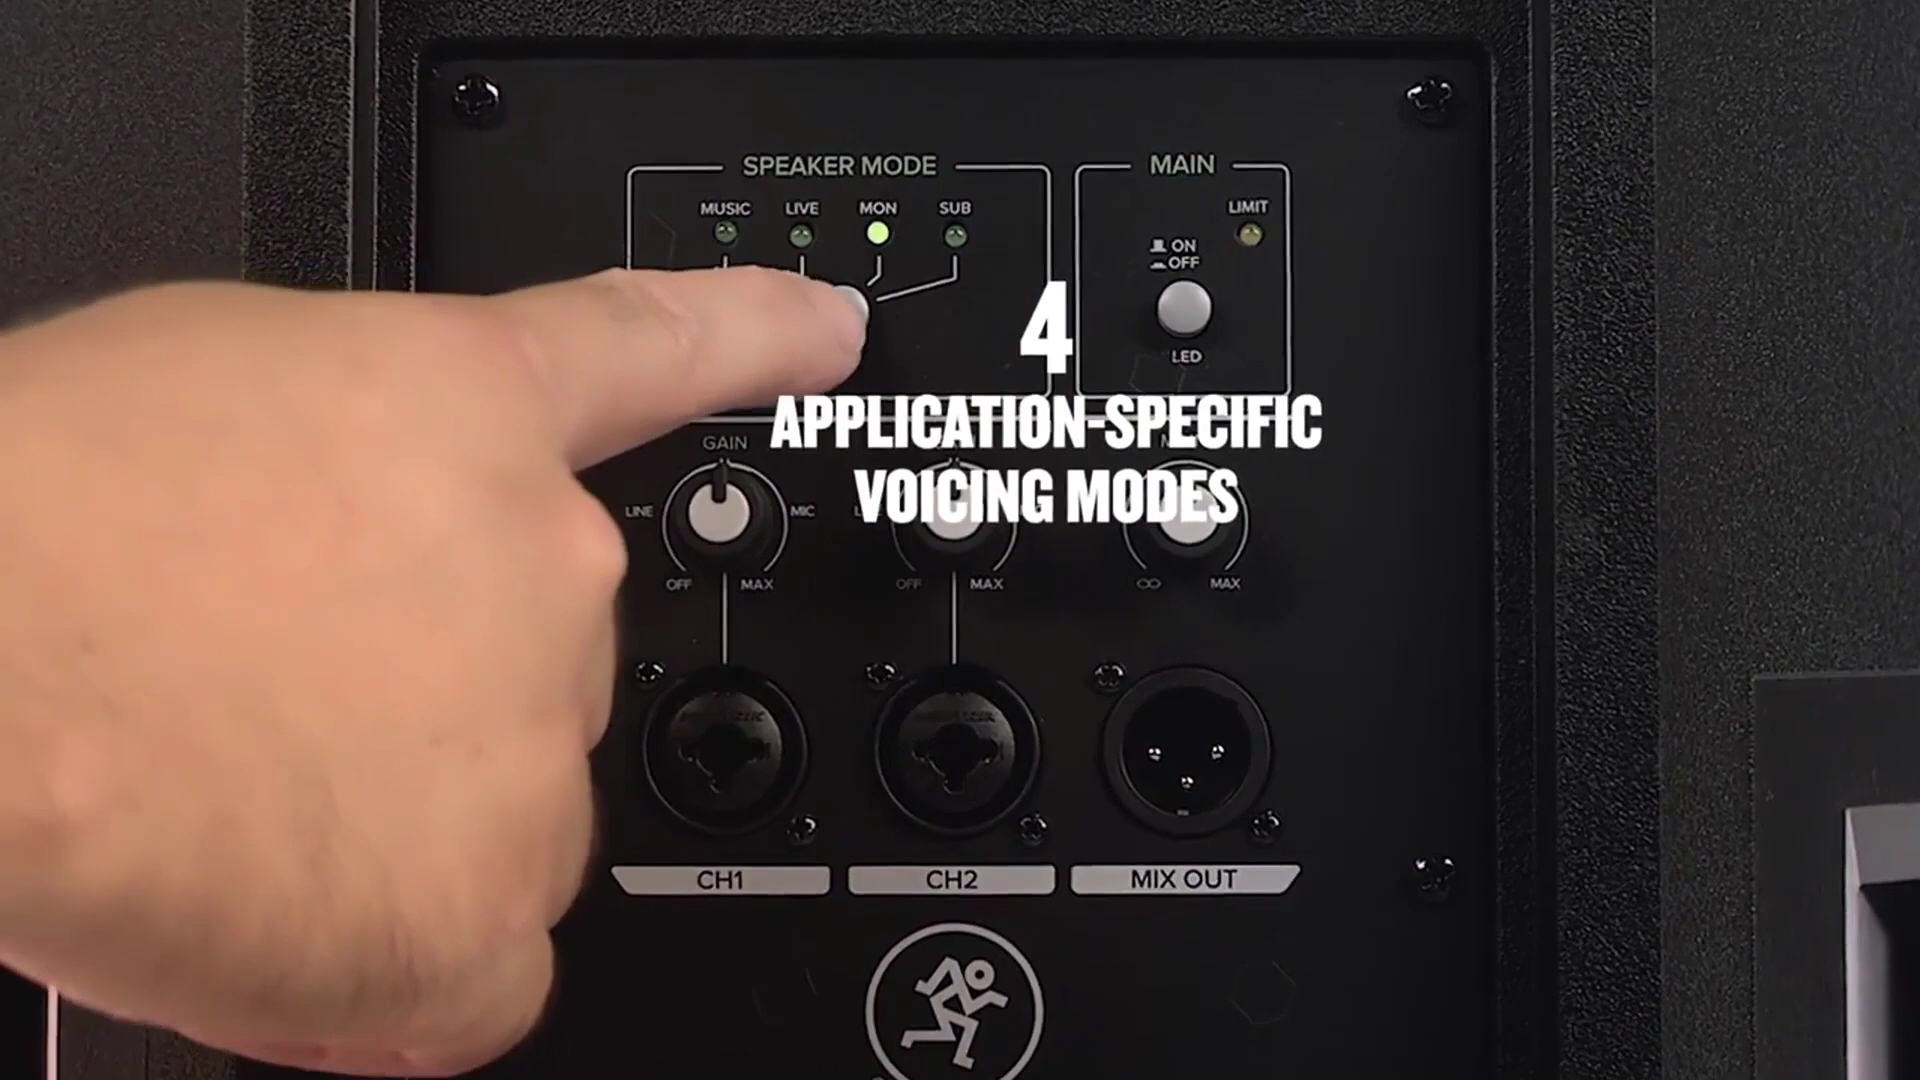 SPEAKER MODE
MAIN
MUSIC LIVE MON SUB
LIMIT
ON
OFF
4
LED
APPLICATION-SPECIFIC
VOICING MODES
GAIN
LINE
MIC
OFF MAX
OFF MAX
∞ MAX
CH1
CH2
MIX OUT